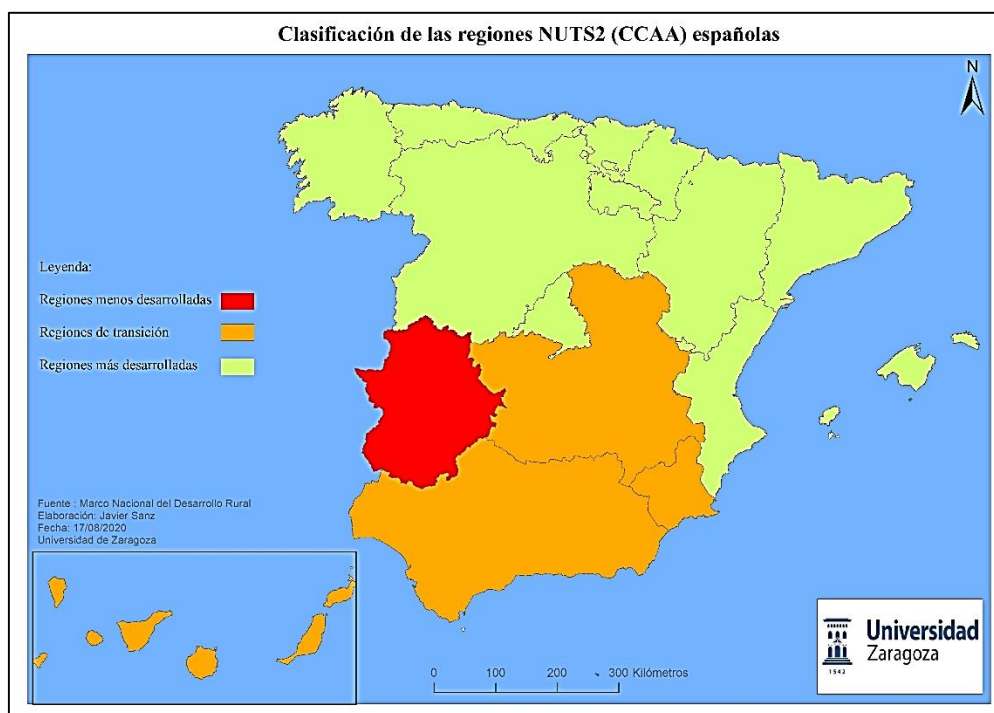 Clasificación de las regiones NUTS2 (CCAA) españolas
N
Leyenda:
Regiones menos desarrolladas
Regiones de transición
Regiones más desarrolladas
Fuente : Marco Nacional del Desarrollo Rural
Elaboración: Javier Sanz
Fecha: 17/08/2020
Universidad de Zaragoza
0 100 200 300 Kilómetros
Universidad
Zaragoza
1542